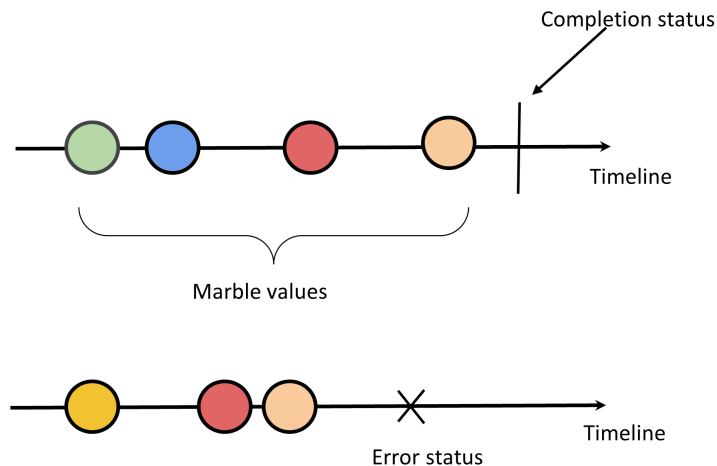 Completion status
Timeline
Marble values
Timeline
Error status